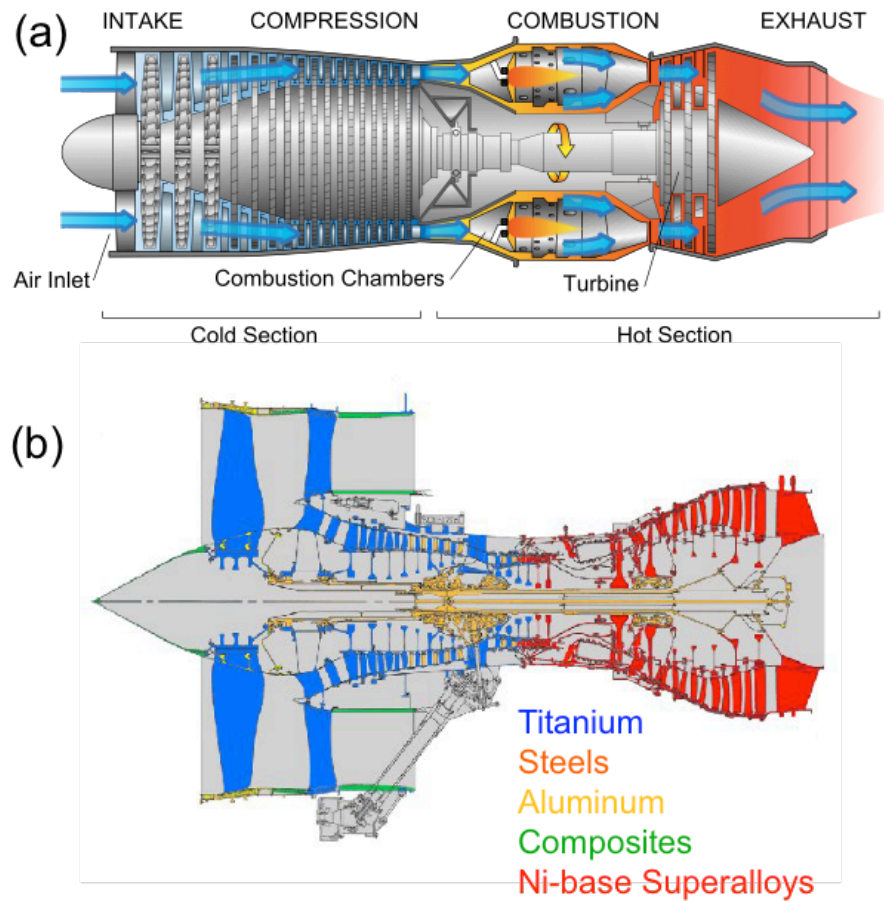 (a)
INTAKE COMPRESSION COMBUSTION EXHAUST
Air Inlet
Combustion Chambers
Turbine
Cold Section
Hot Section
(b)
Titanium
Steels
Aluminum
Composites
Ni-base Superalloys